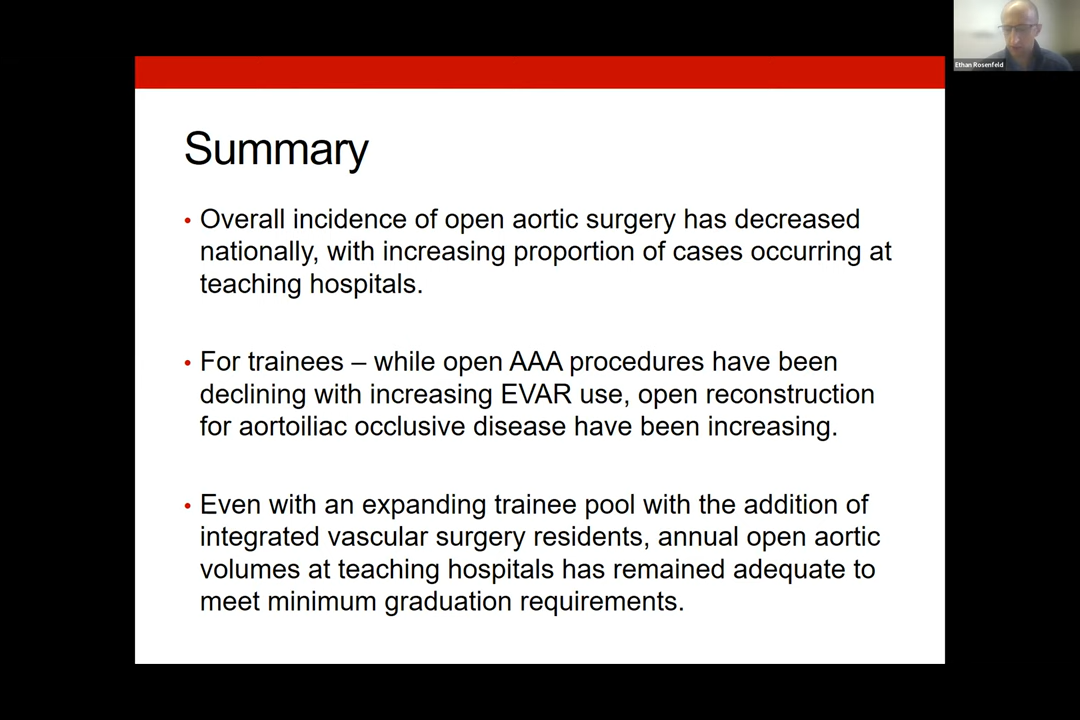 Ethan Rosenfeld
Summary
• Overall incidence of open aortic surgery has decreased
nationally, with increasing proportion of cases occurring at
teaching hospitals.
• For trainees – while open AAA procedures have been
declining with increasing EVAR use, open reconstruction
for aortoiliac occlusive disease have been increasing.
• Even with an expanding trainee pool with the addition of
integrated vascular surgery residents, annual open aortic
volumes at teaching hospitals has remained adequate to
meet minimum graduation requirements.